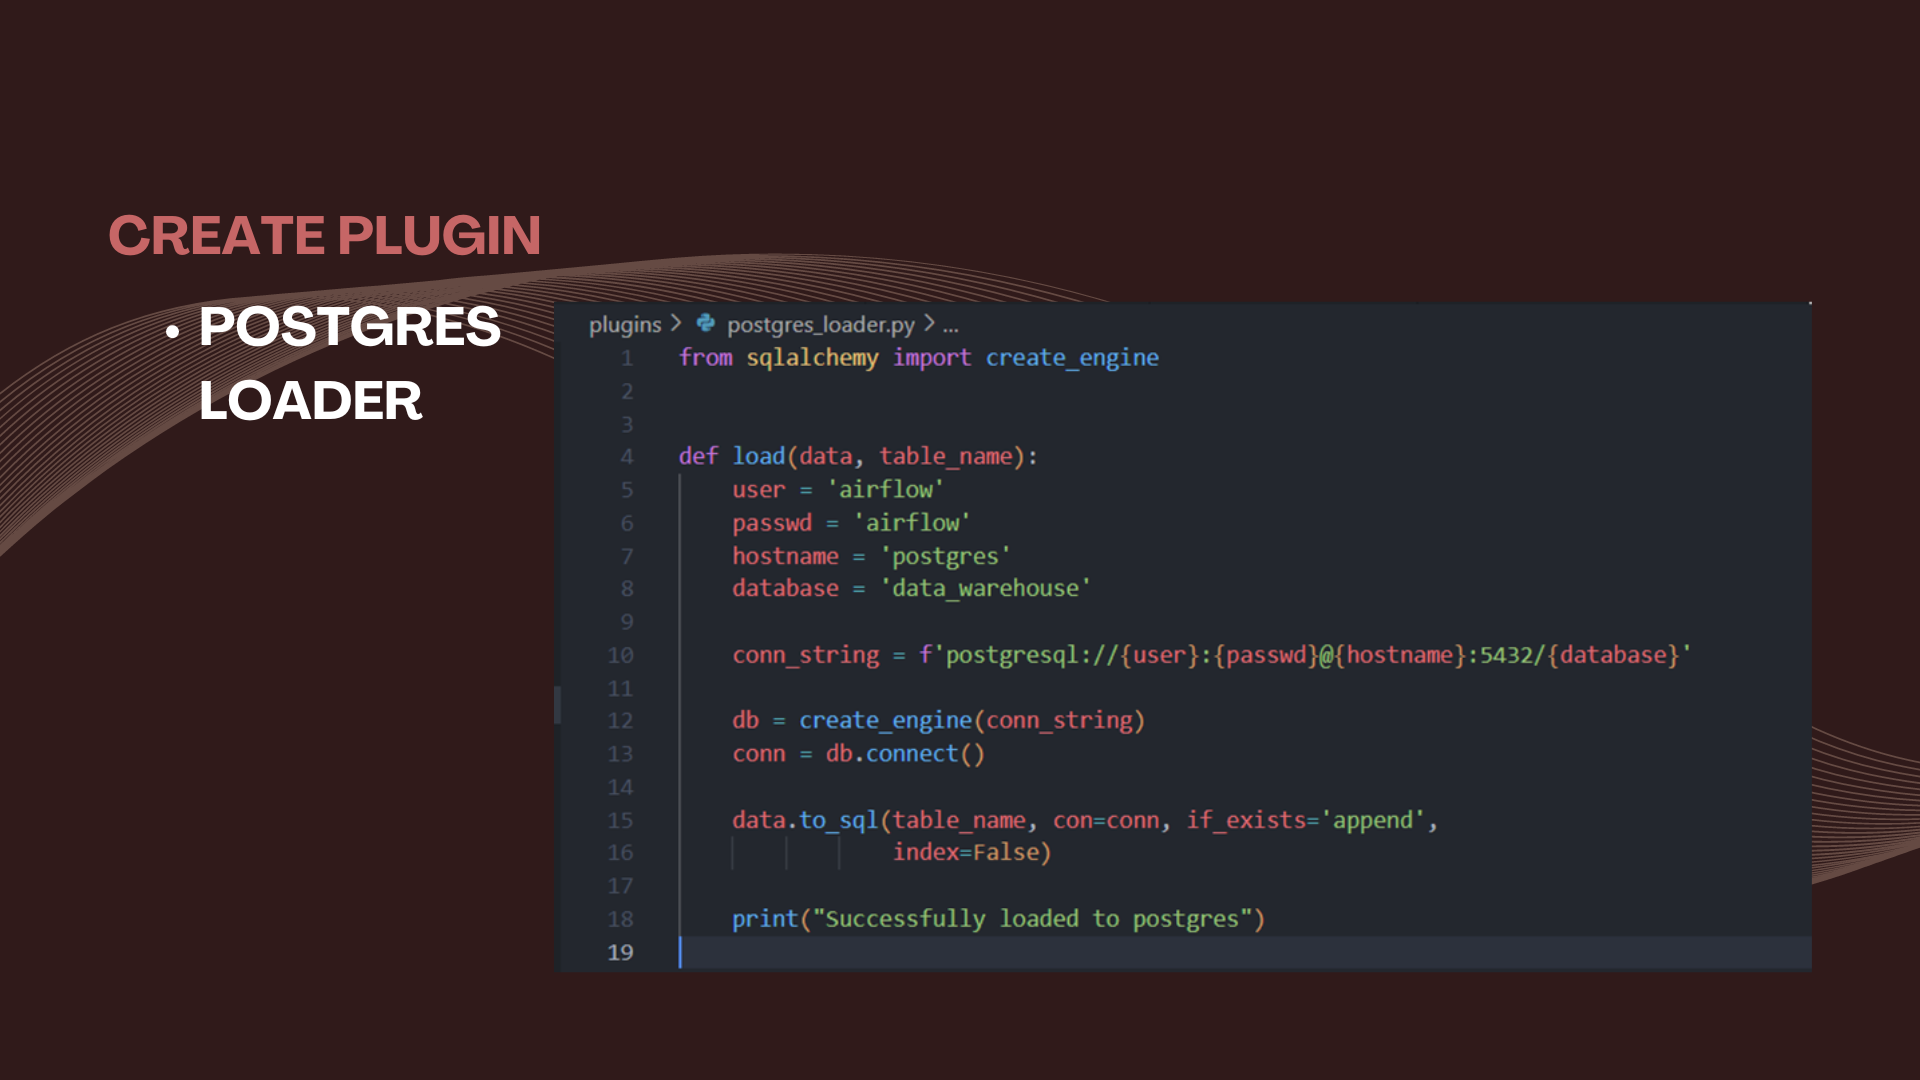 CREATE PLUGIN
• POSTGRES
LOADER
plugins > postgres_loader.py > ...
1 from sqlalchemy import create_engine
2
3
4 def load(data, table_name):
5     user = 'airflow'
6     passwd = 'airflow'
7     hostname = 'postgres'
8     database = 'data_warehouse'
9
10     conn_string = f'postgresql://{user}:{passwd}@{hostname}:5432/{database}'
11
12     db = create_engine(conn_string)
13     conn = db.connect()
14
15     data.to_sql(table_name, con=conn, if_exists='append',
16                 index=False)
17
18     print("Successfully loaded to postgres")
19